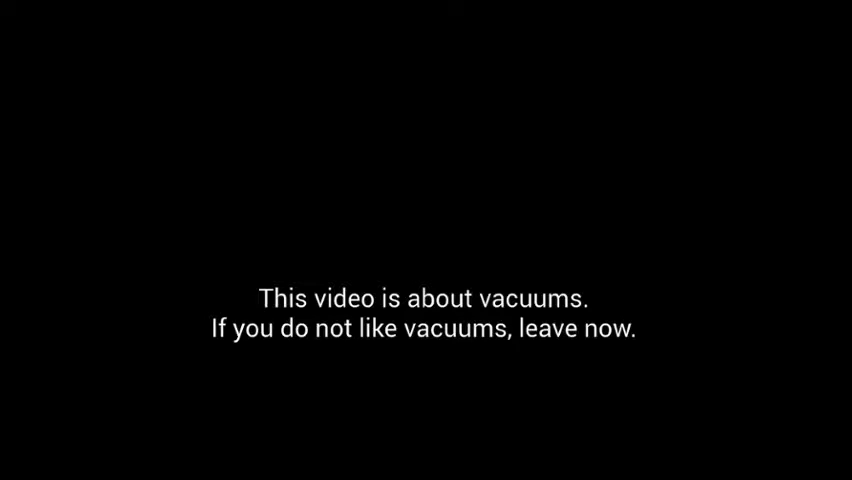 This video is about vacuums.
If you do not like vacuums, leave now.